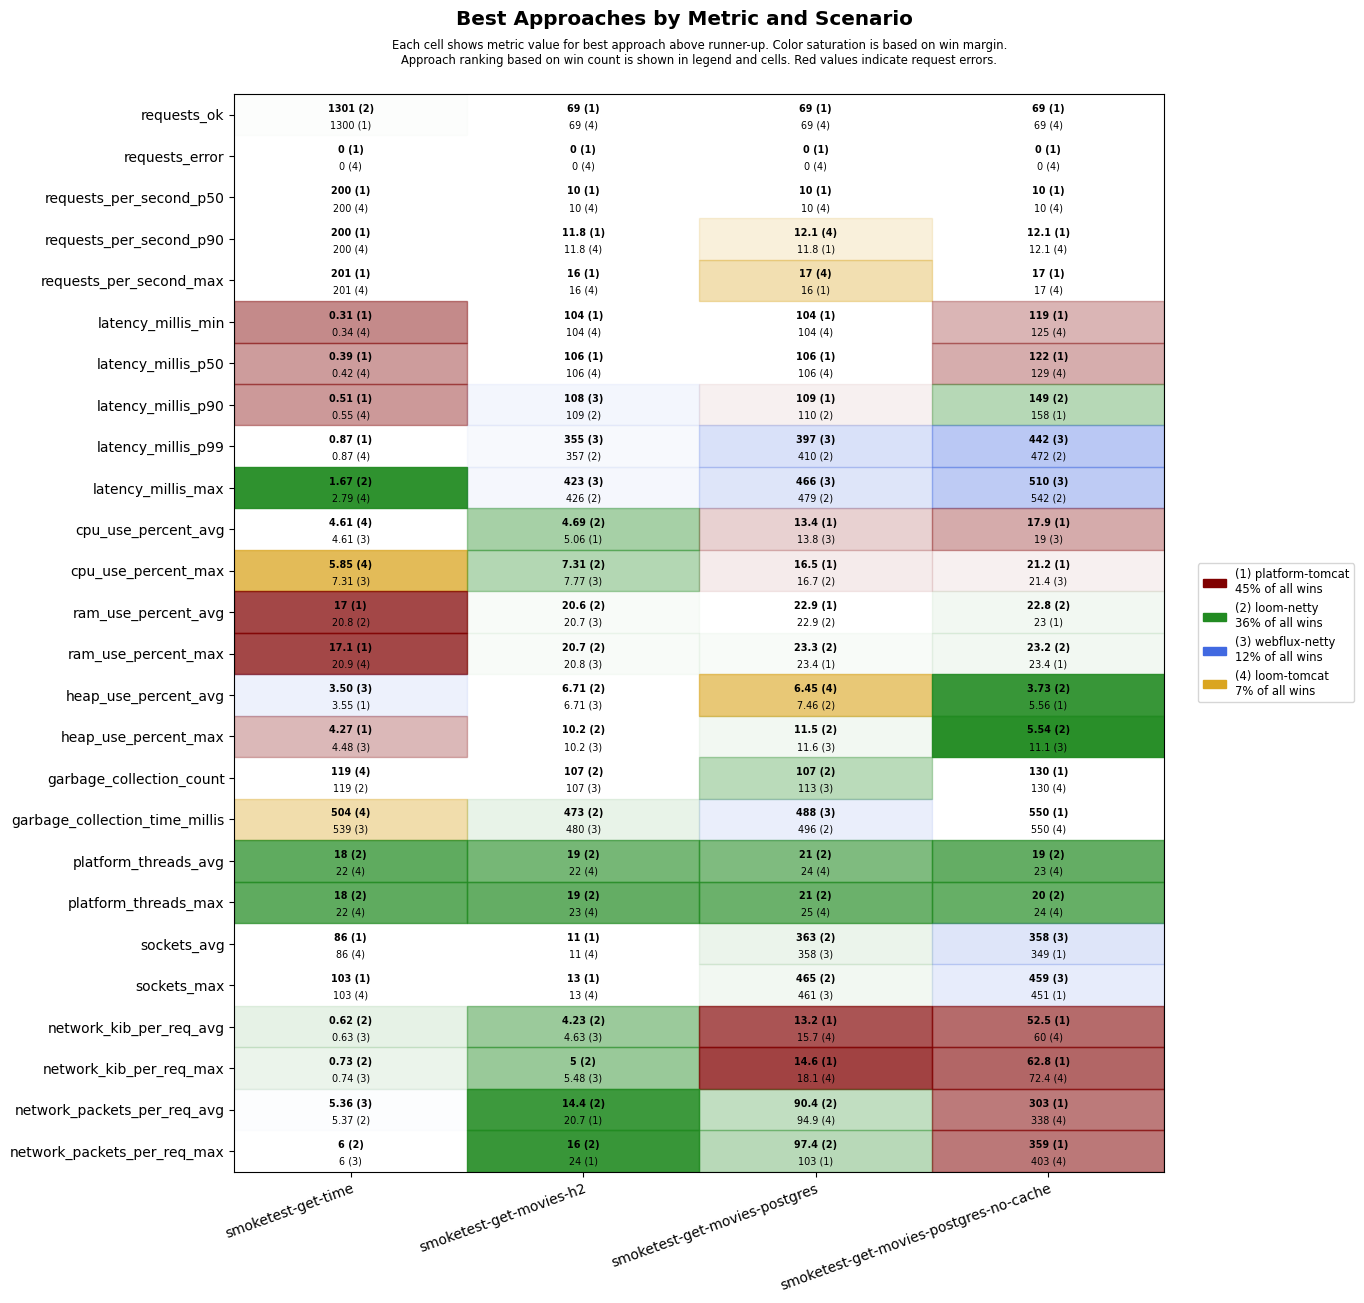 Best Approaches by Metric and Scenario
Each cell shows metric value for best approach above runner-up. Color saturation is based on win margin.
Approach ranking based on win count is shown in legend and cells. Red values indicate request errors.
requests_ok
1301 (2) 69 (1) 69 (1) 69 (1)
1300 (1) 69 (4) 69 (4) 69 (4)
requests_error
0 (1) 0 (1) 0 (1) 0 (1)
0 (4) 0 (4) 0 (4) 0 (4)
requests_per_second_p50
200 (1) 10 (1) 10 (1) 10 (1)
200 (4) 10 (4) 10 (4) 10 (4)
requests_per_second_p90
200 (1) 11.8 (1) 12.1 (4) 12.1 (1)
200 (4) 11.8 (4) 11.8 (1) 12.1 (4)
requests_per_second_max
201 (1) 16 (1) 17 (4) 17 (1)
201 (4) 16 (4) 16 (1) 17 (4)
latency_millis_min
0.31 (1) 104 (1) 104 (1) 119 (1)
0.34 (4) 104 (4) 104 (4) 125 (4)
latency_millis_p50
0.39 (1) 106 (1) 106 (1) 122 (1)
0.42 (4) 106 (4) 106 (4) 129 (4)
latency_millis_p90
0.51 (1) 108 (3) 109 (1) 149 (2)
0.55 (4) 109 (2) 110 (2) 158 (1)
latency_millis_p99
0.87 (1) 355 (3) 397 (3) 442 (3)
0.87 (4) 357 (2) 410 (2) 472 (2)
latency_millis_max
1.67 (2) 423 (3) 466 (3) 510 (3)
2.79 (4) 426 (2) 479 (2) 542 (2)
cpu_use_percent_avg
4.61 (4) 4.69 (2) 13.4 (1) 17.9 (1)
4.61 (3) 5.06 (1) 13.8 (3) 19 (3)
cpu_use_percent_max
5.85 (4) 7.31 (2) 16.5 (1) 21.2 (1)
7.31 (3) 7.77 (3) 16.7 (2) 21.4 (3)
ram_use_percent_avg
17 (1) 20.6 (2) 22.9 (1) 22.8 (2)
20.8 (2) 20.7 (3) 22.9 (2) 23 (1)
ram_use_percent_max
17.1 (1) 20.7 (2) 23.3 (2) 23.2 (2)
20.9 (4) 20.8 (3) 23.4 (1) 23.4 (1)
heap_use_percent_avg
3.50 (3) 6.71 (2) 6.45 (4) 3.73 (2)
3.55 (1) 6.71 (3) 7.46 (2) 5.56 (1)
heap_use_percent_max
4.27 (1) 10.2 (2) 11.5 (2) 5.54 (2)
4.48 (3) 10.2 (3) 11.6 (3) 11.1 (3)
garbage_collection_count
119 (4) 107 (2) 107 (2) 130 (1)
119 (2) 107 (3) 113 (3) 130 (4)
garbage_collection_time_millis
504 (4) 473 (2) 488 (3) 550 (1)
539 (3) 480 (3) 496 (2) 550 (4)
platform_threads_avg
18 (2) 19 (2) 21 (2) 19 (2)
22 (4) 22 (4) 24 (4) 23 (4)
platform_threads_max
18 (2) 19 (2) 21 (2) 20 (2)
22 (4) 23 (4) 25 (4) 24 (4)
sockets_avg
86 (1) 11 (1) 363 (2) 358 (3)
86 (4) 11 (4) 358 (3) 349 (1)
sockets_max
103 (1) 13 (1) 465 (2) 459 (3)
103 (4) 13 (4) 461 (3) 451 (1)
network_kib_per_req_avg
0.62 (2) 4.23 (2) 13.2 (1) 52.5 (1)
0.63 (3) 4.63 (3) 15.7 (4) 60 (4)
network_kib_per_req_max
0.73 (2) 5 (2) 14.6 (1) 62.8 (1)
0.74 (3) 5.48 (3) 18.1 (4) 72.4 (4)
network_packets_per_req_avg
5.36 (3) 14.4 (2) 90.4 (2) 303 (1)
5.37 (2) 20.7 (1) 94.9 (4) 338 (4)
network_packets_per_req_max
6 (2) 16 (2) 97.4 (2) 359 (1)
6 (3) 24 (1) 103 (1) 403 (4)
smoketest-get-time
smoketest-get-movies-h2
smoketest-get-movies-postgres
smoketest-get-movies-postgres-no-cache
(1) platform-tomcat
45% of all wins
(2) loom-netty
36% of all wins
(3) webflux-netty
12% of all wins
(4) loom-tomcat
7% of all wins